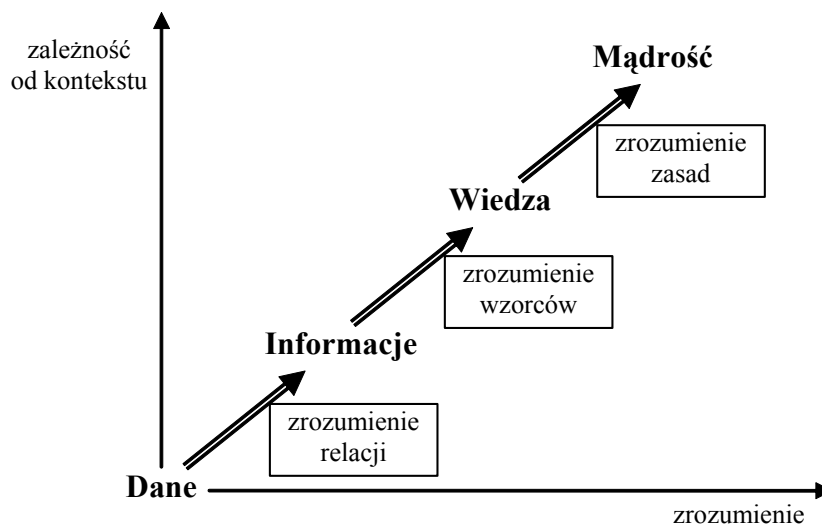 zależność
od kontekstu
Mądrość
zrozumienie
zasad
Wiedza
zrozumienie
wzorców
Informacje
zrozumienie
relacji
Dane
zrozumienie